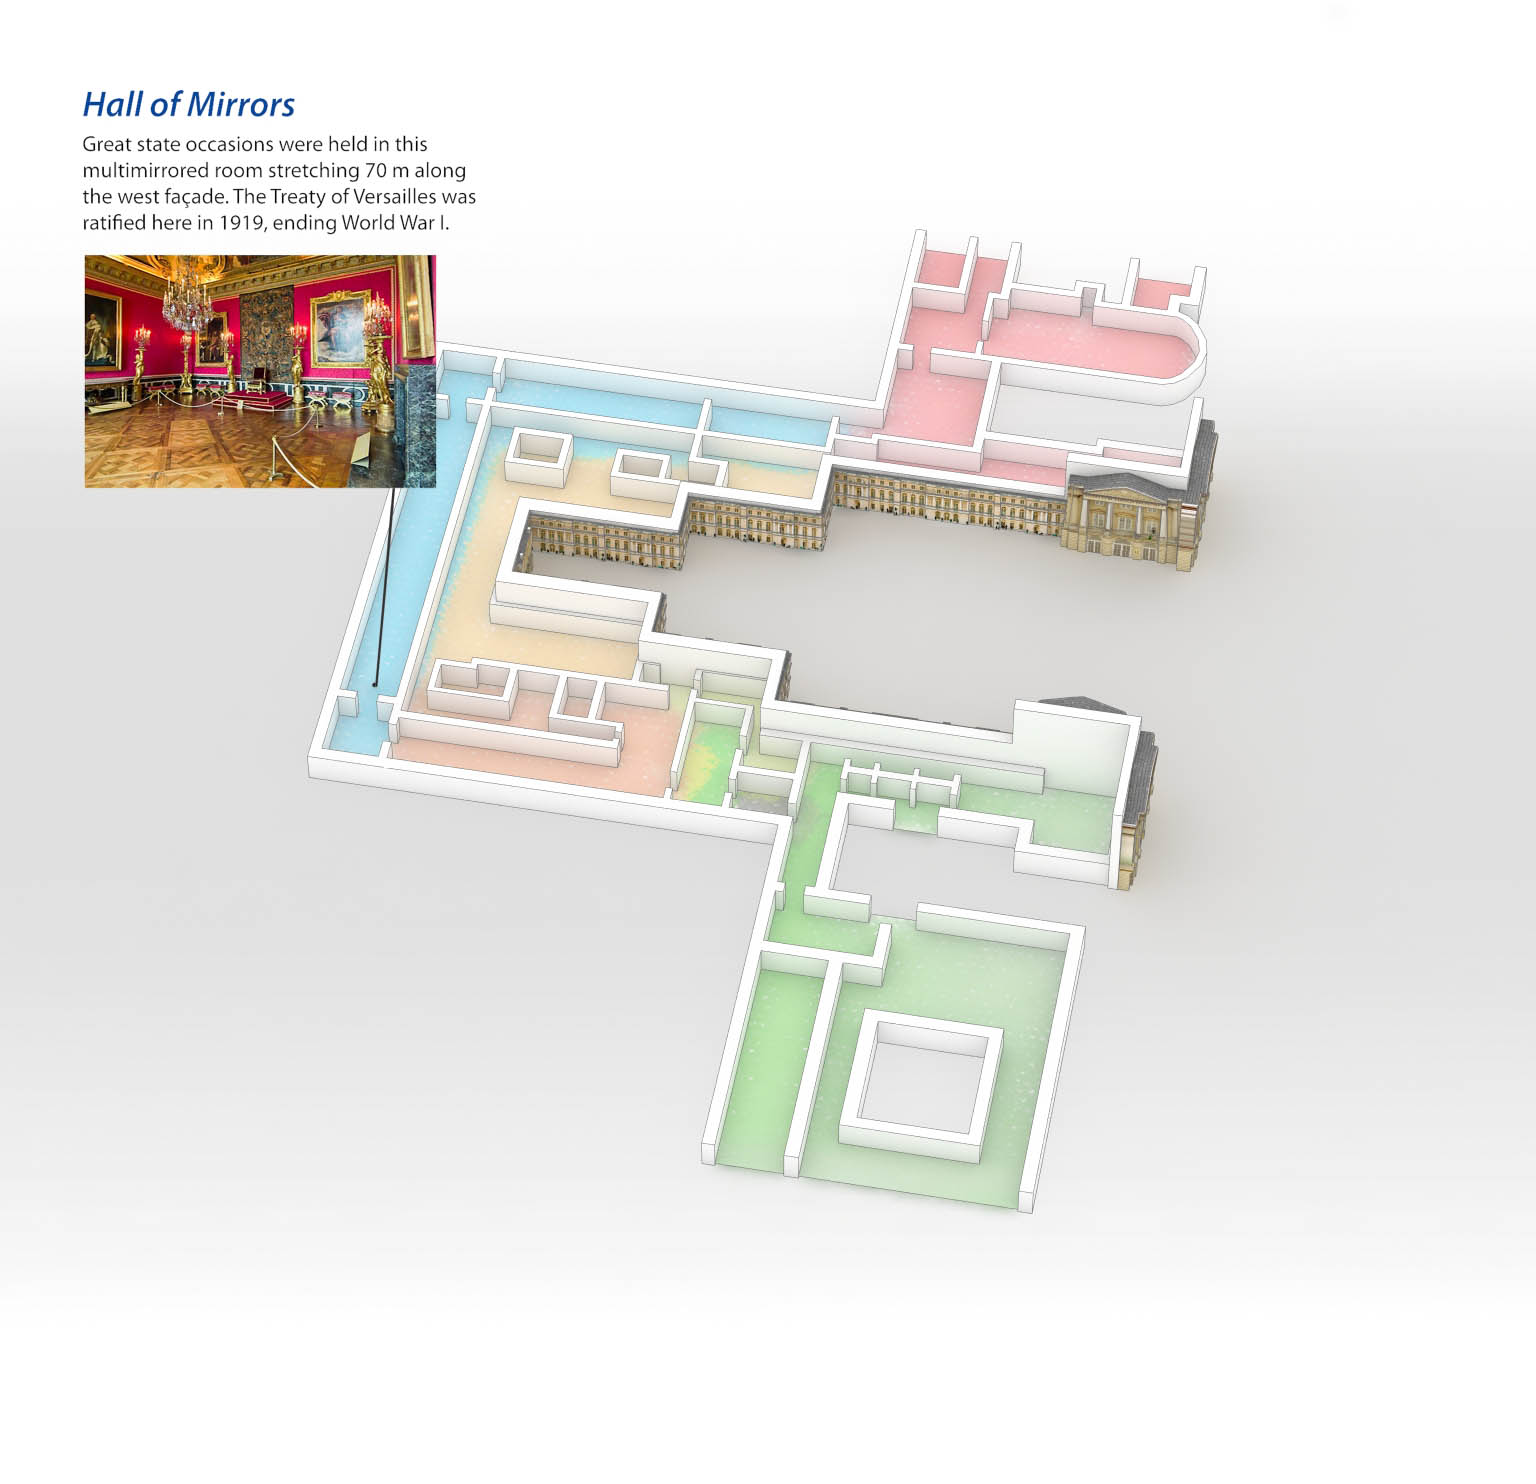 Hall of Mirrors
Great state occasions were held in this
multimirrored room stretching 70 m along
the west façade. The Treaty of Versailles was
ratified here in 1919, ending World War I.